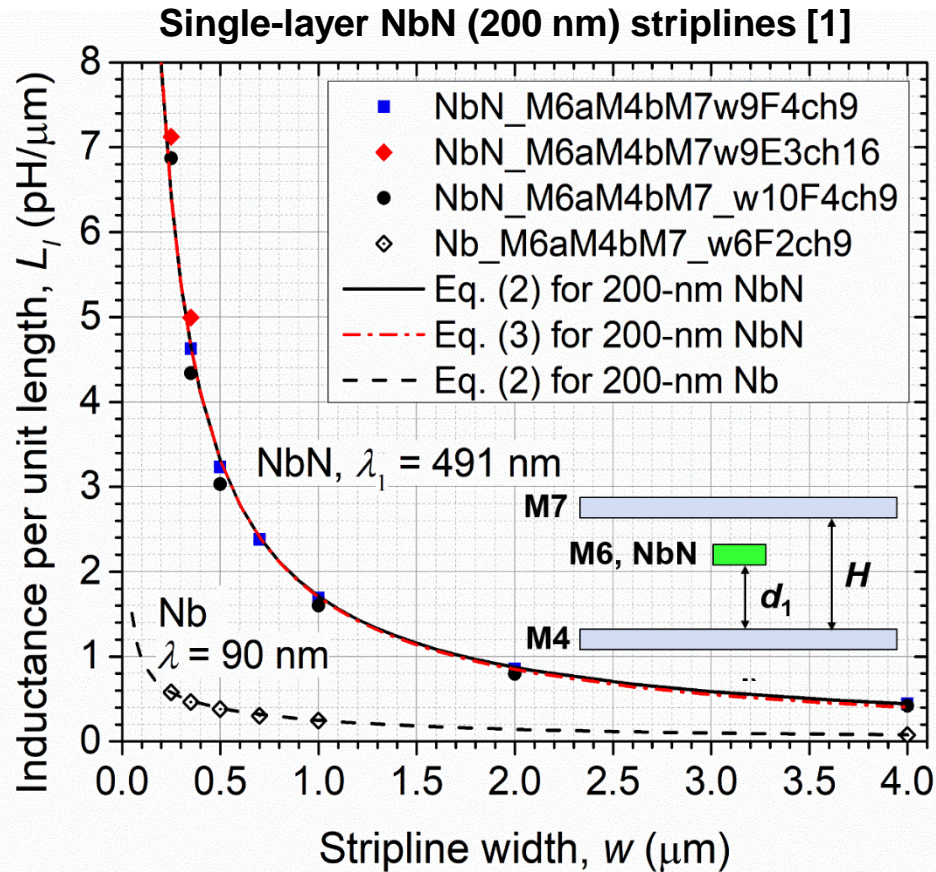 Single-layer NbN (200 nm) striplines [1]
Inductance per unit length, L_l (pH/μm)
8
7
6
5
4
3
2
1
0
NbN_M6aM4bM7w9F4ch9
NbN_M6aM4bM7w9E3ch16
NbN_M6aM4bM7_w10F4ch9
Nb_M6aM4bM7_w6F2ch9
Eq. (2) for 200-nm NbN
Eq. (3) for 200-nm NbN
Eq. (2) for 200-nm Nb
NbN, λ₁ = 491 nm
M7
M6, NbN
d₁
H
M4
Nb
λ = 90 nm
0.0 0.5 1.0 1.5 2.0 2.5 3.0 3.5 4.0
Stripline width, w (μm)